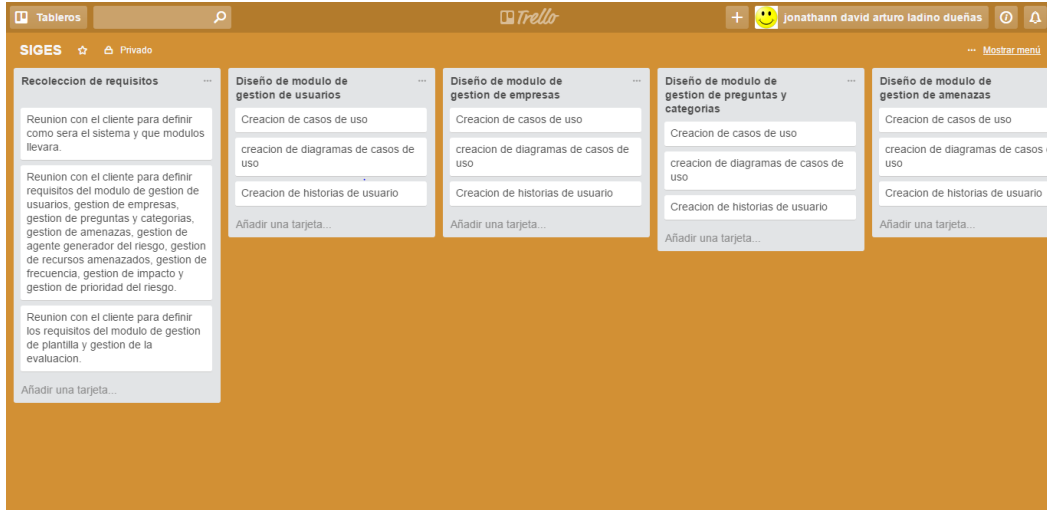 Tableros
Trello
jonathann david arturo ladino dueñas
SIGES
Privado
... Mostrar menú
Recoleccion de requisitos
Reunion con el cliente para definir
como sera el sistema y que modulos
llevara.
Reunion con el cliente para definir
requisitos del modulo de gestion de
usuarios, gestion de empresas,
gestion de preguntas y categorias,
gestion de amenazas, gestion de
agente generador del riesgo, gestion
de recursos amenazados, gestion de
frecuencia, gestion de impacto y
gestion de prioridad del riesgo.
Reunion con el cliente para definir
los requisitos del modulo de gestion
de plantilla y gestion de la
evaluacion.
Añadir una tarjeta...
Diseño de modulo de
gestion de usuarios
Creacion de casos de uso
creacion de diagramas de casos de
uso
Creacion de historias de usuario
Añadir una tarjeta...
Diseño de modulo de
gestion de empresas
Creacion de casos de uso
creacion de diagramas de casos de
uso
Creacion de historias de usuario
Añadir una tarjeta...
Diseño de modulo de
gestion de preguntas y
categorias
Creacion de casos de uso
creacion de diagramas de casos de
uso
Creacion de historias de usuario
Añadir una tarjeta...
Diseño de modulo de
gestion de amenazas
Creacion de casos de uso
creacion de diagramas de casos
uso
Creacion de historias de usuario
Añadir una tarjeta...